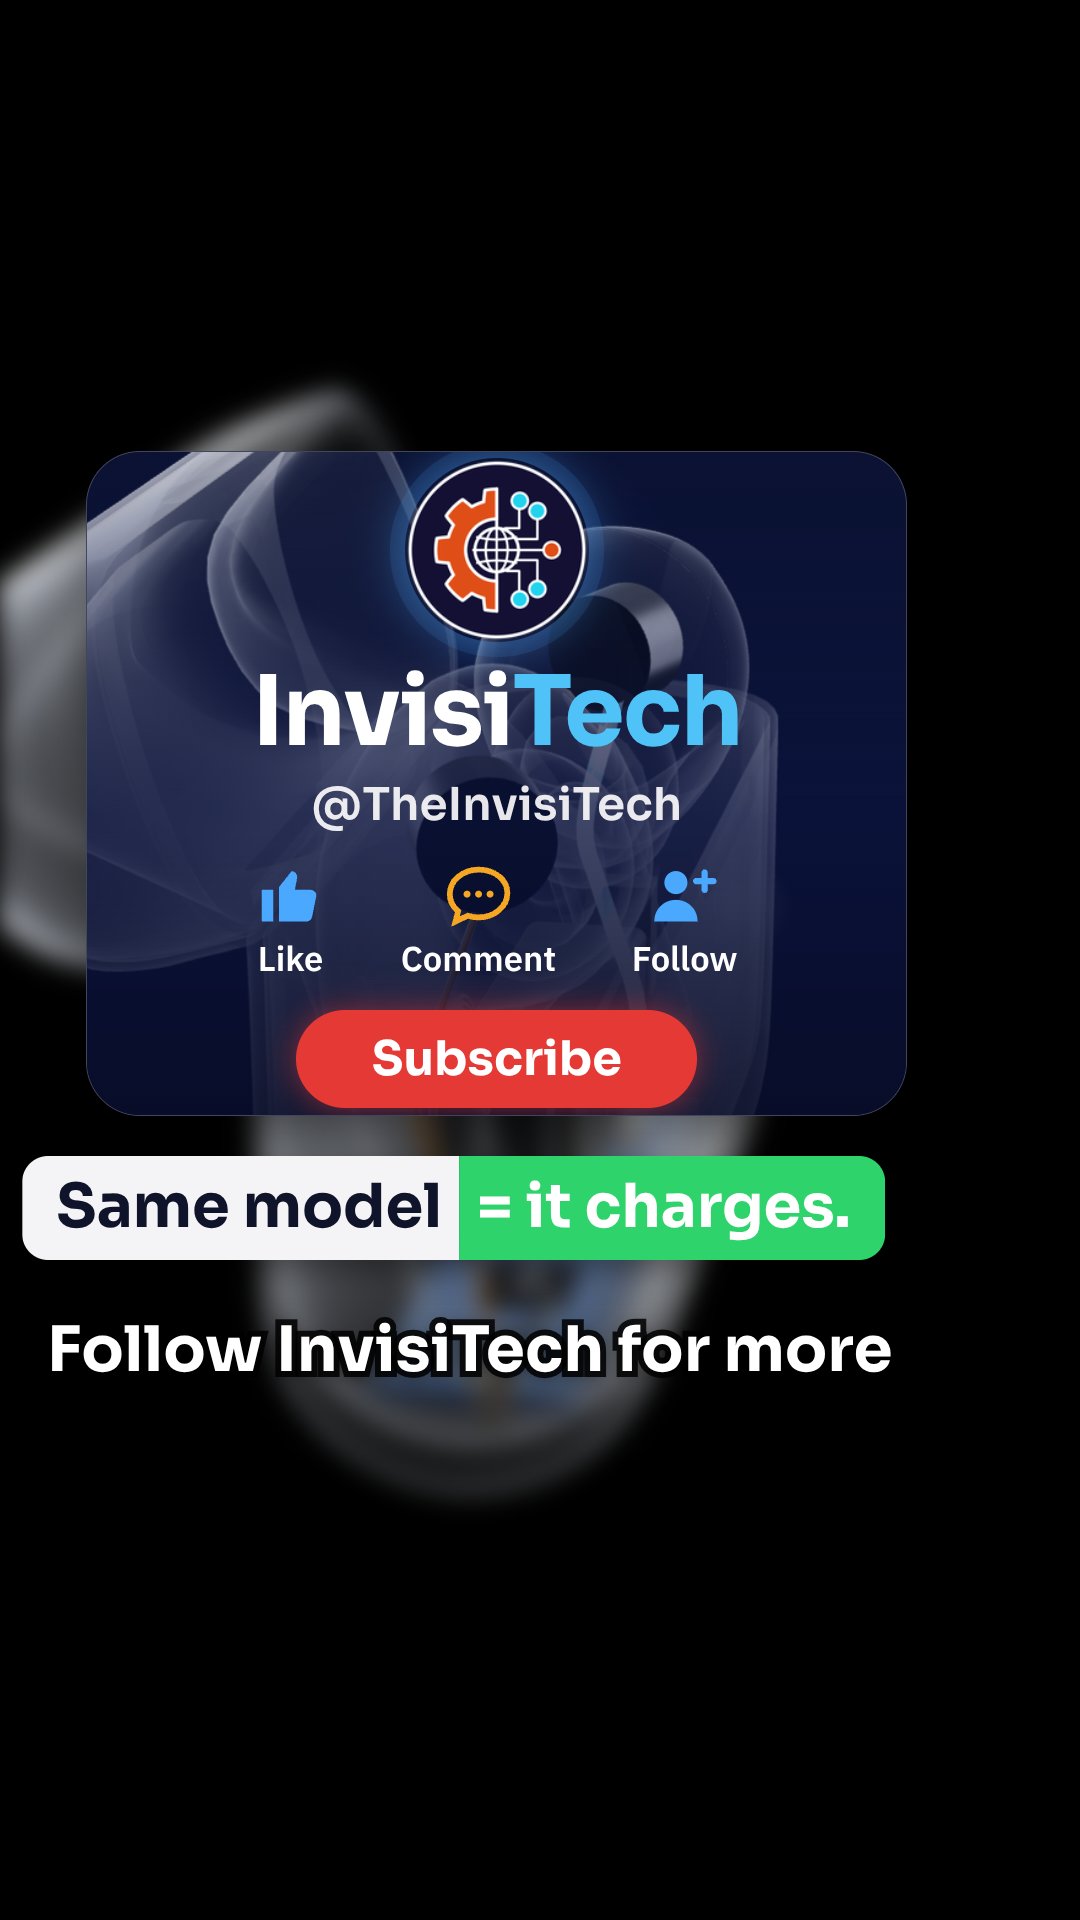 InvisiTech
@TheInvisiTech
Like Comment Follow
Subscribe
Same model = it charges.
Follow InvisiTech for more